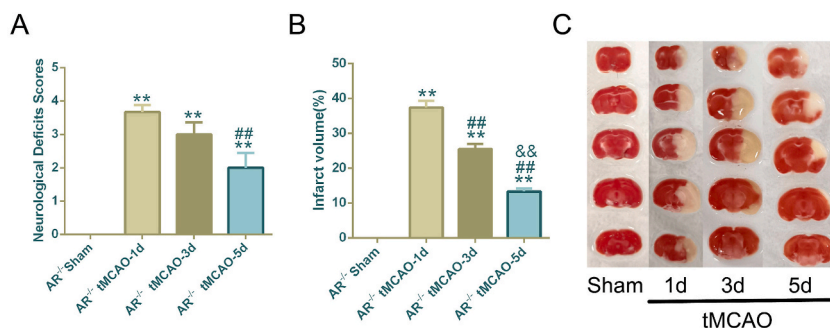 A
Neurological Deficits Scores
5
4
3
2
1
0
**
**
##
**
AR⁻/⁻ Sham
AR⁻/⁻ tMCAO-1d
AR⁻/⁻ tMCAO-3d
AR⁻/⁻ tMCAO-5d
B
Infarct volume(%)
50
40
30
20
10
0
**
##
**
&&
##
**
AR⁻/⁻ Sham
AR⁻/⁻ tMCAO-1d
AR⁻/⁻ tMCAO-3d
AR⁻/⁻ tMCAO-5d
C
Sham 1d 3d 5d
tMCAO